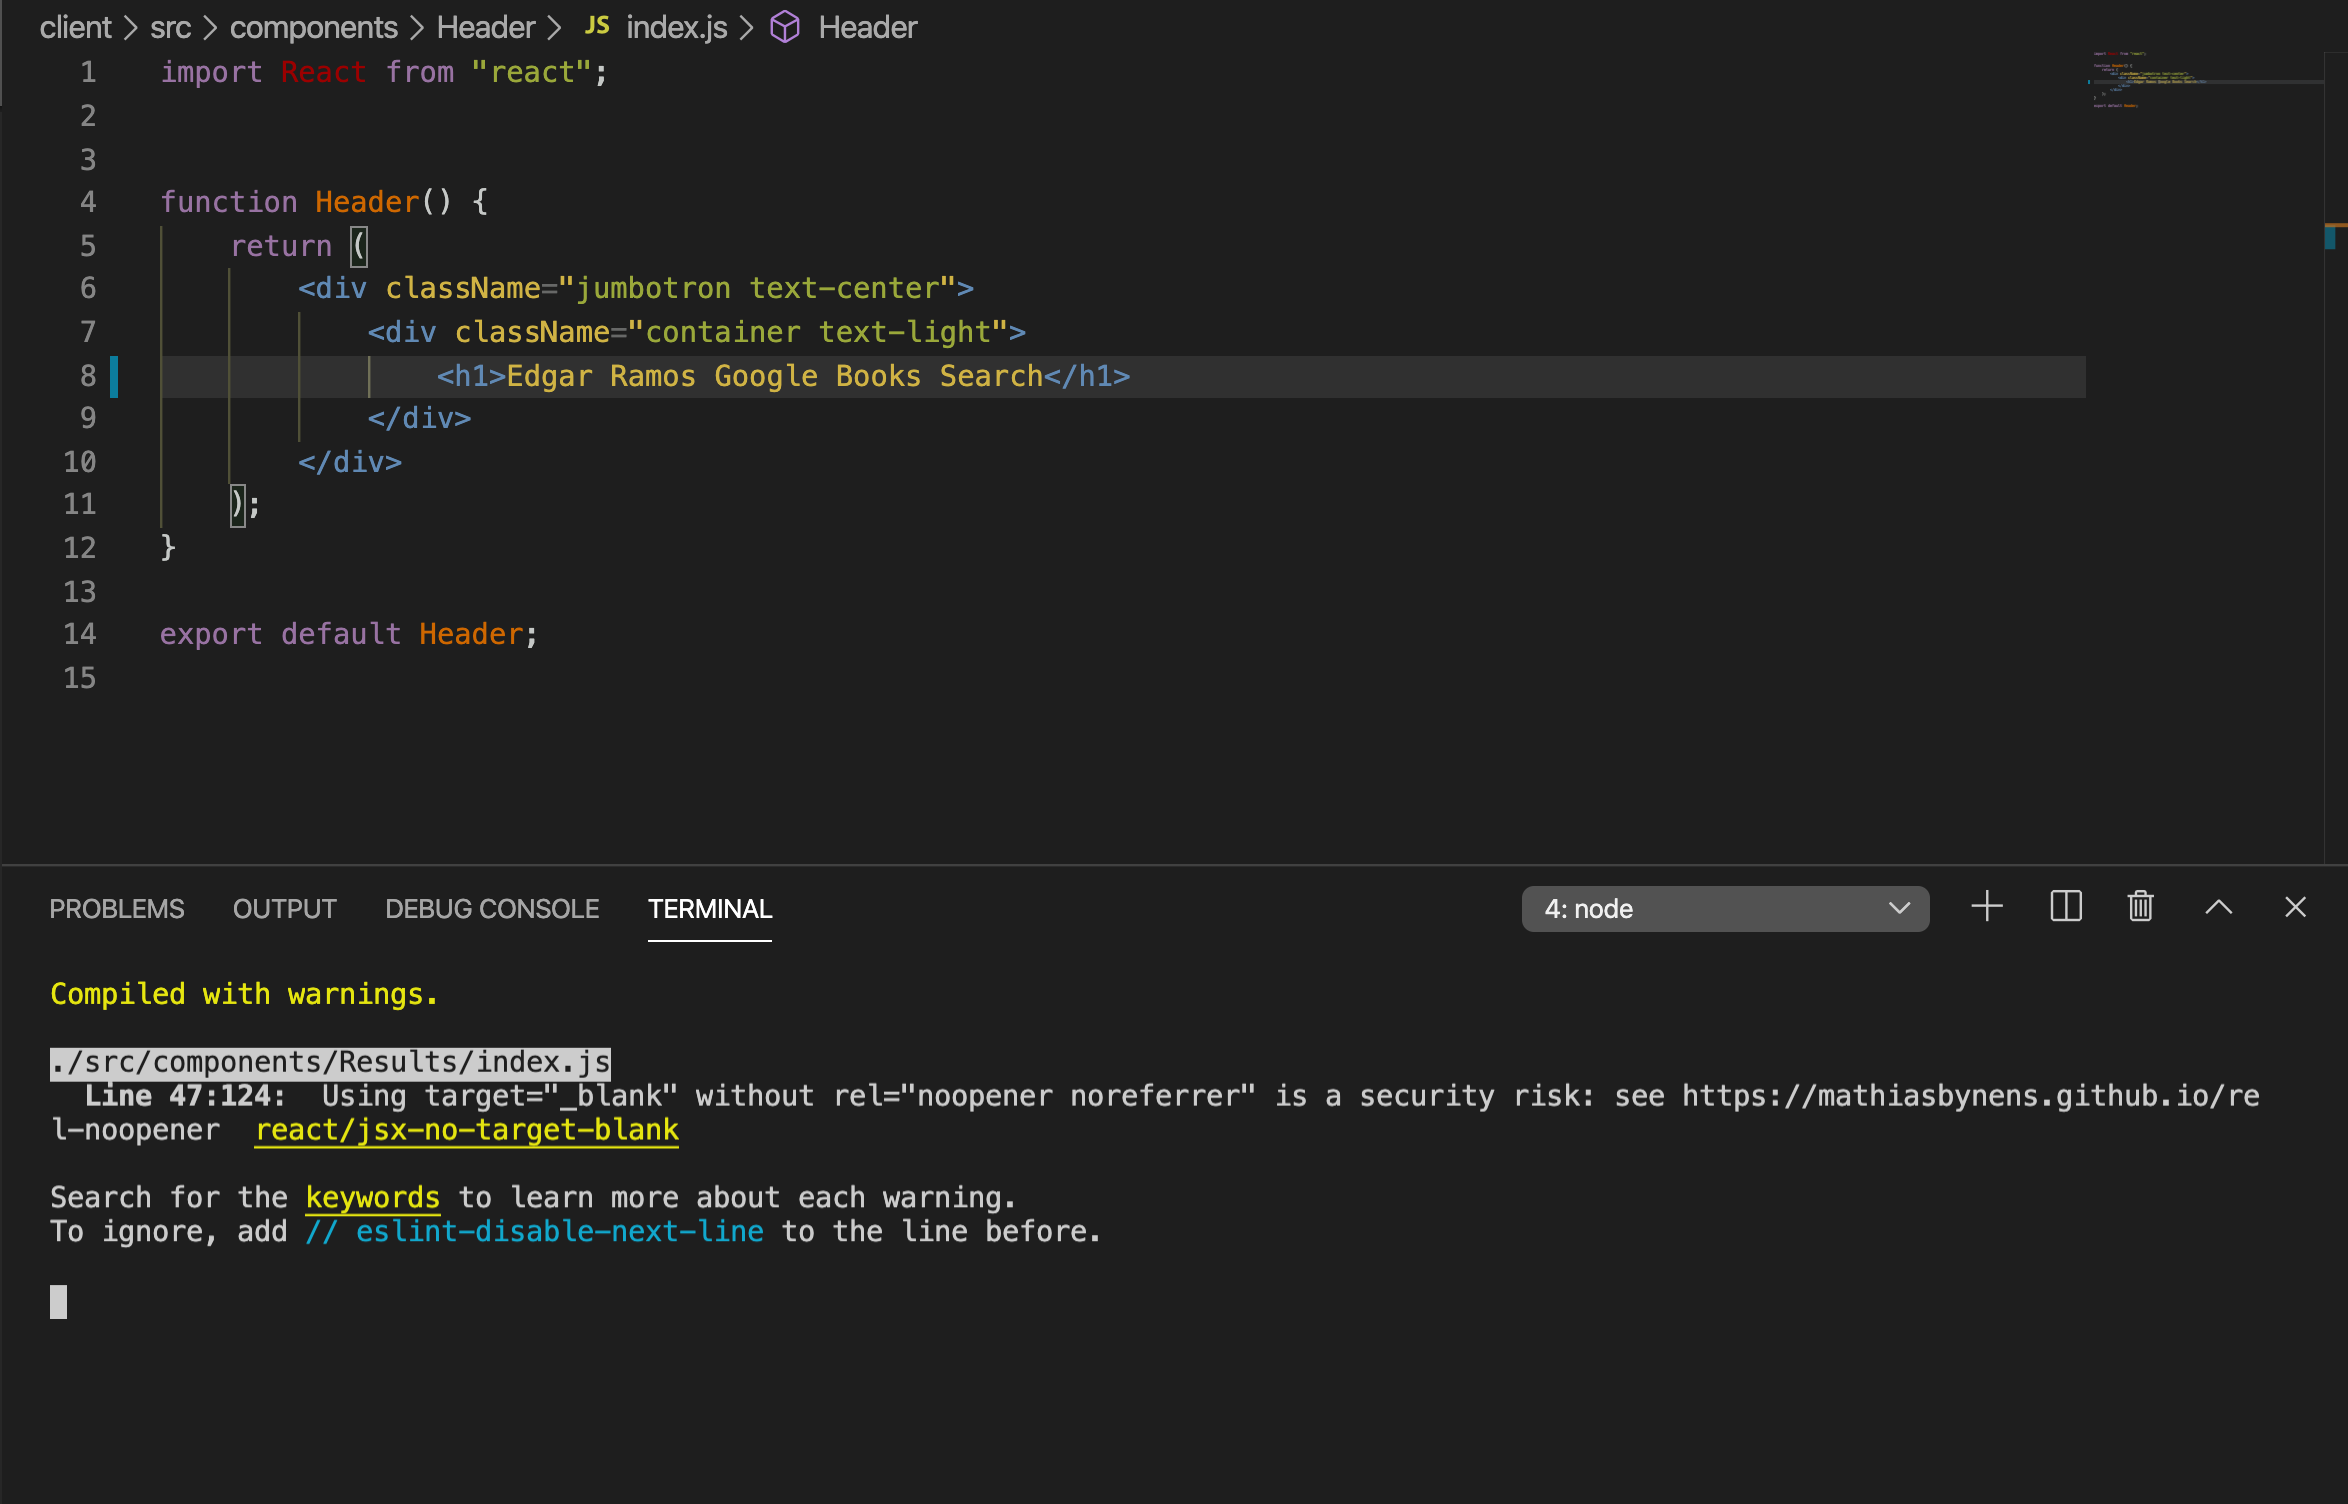 client > src > components > Header > JS index.js > Header
1 import React from "react";
2
3
4 function Header() {
5     return (
6         <div className="jumbotron text-center">
7             <div className="container text-light">
8                 <h1>Edgar Ramos Google Books Search</h1>
9             </div>
10         </div>
11     );
12 }
13
14 export default Header;
15
PROBLEMS OUTPUT DEBUG CONSOLE TERMINAL 4: node
Compiled with warnings.
./src/components/Results/index.js
  Line 47:124:  Using target="_blank" without rel="noopener noreferrer" is a security risk: see https://mathiasbynens.github.io/re
l-noopener  react/jsx-no-target-blank
Search for the keywords to learn more about each warning.
To ignore, add // eslint-disable-next-line to the line before.